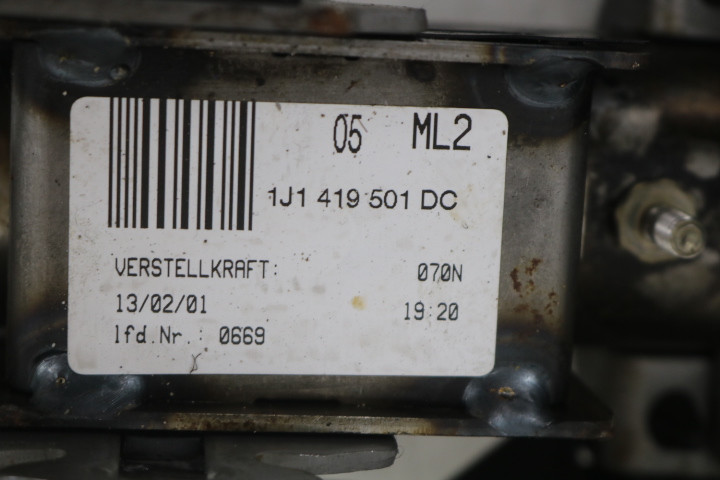 05 ML2
1J1 419 501 DC
VERSTELLKRAFT: 070N
13/02/01 19:20
lfd.Nr.: 0669